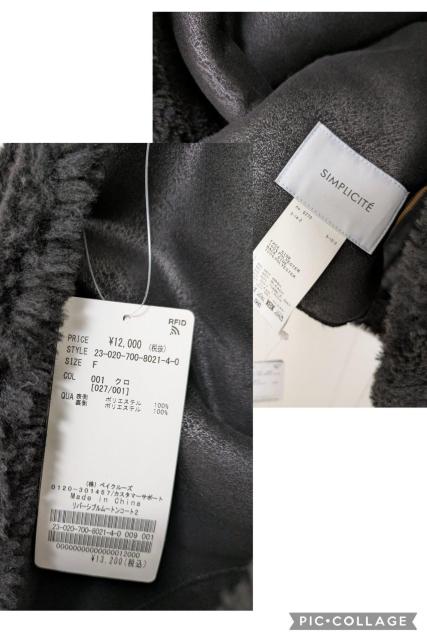 SIMPLICITÉ
RFID
PRICE ¥12,000 (税抜)
STYLE 23-020-700-8021-4-0
SIZE F
COL 001 クロ
[027/001]
QUA 表側 ポリエステル 100%
裏側 ポリエステル 100%
(株) ベイクルーズ
0120-301457/カスタマーサポート
Made in China
リバーシブルムートンコート2
23-020-700-8021-4-0 009 001
¥13,200(税込)
PIC•COLLAGE